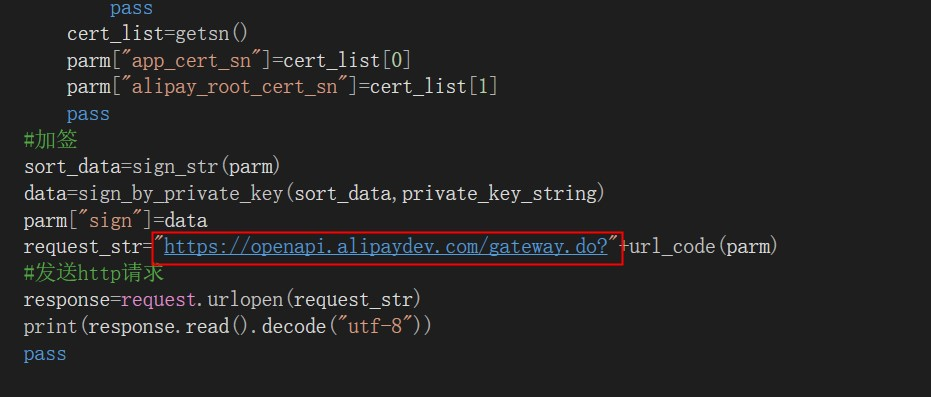 pass
cert_list=getsn()
parm["app_cert_sn"]=cert_list[0]
parm["alipay_root_cert_sn"]=cert_list[1]
pass
#加签
sort_data=sign_str(parm)
data=sign_by_private_key(sort_data,private_key_string)
parm["sign"]=data
request_str="https://openapi.alipaydev.com/gateway.do?"+url_code(parm)
#发送http请求
response=request.urlopen(request_str)
print(response.read().decode("utf-8"))
pass